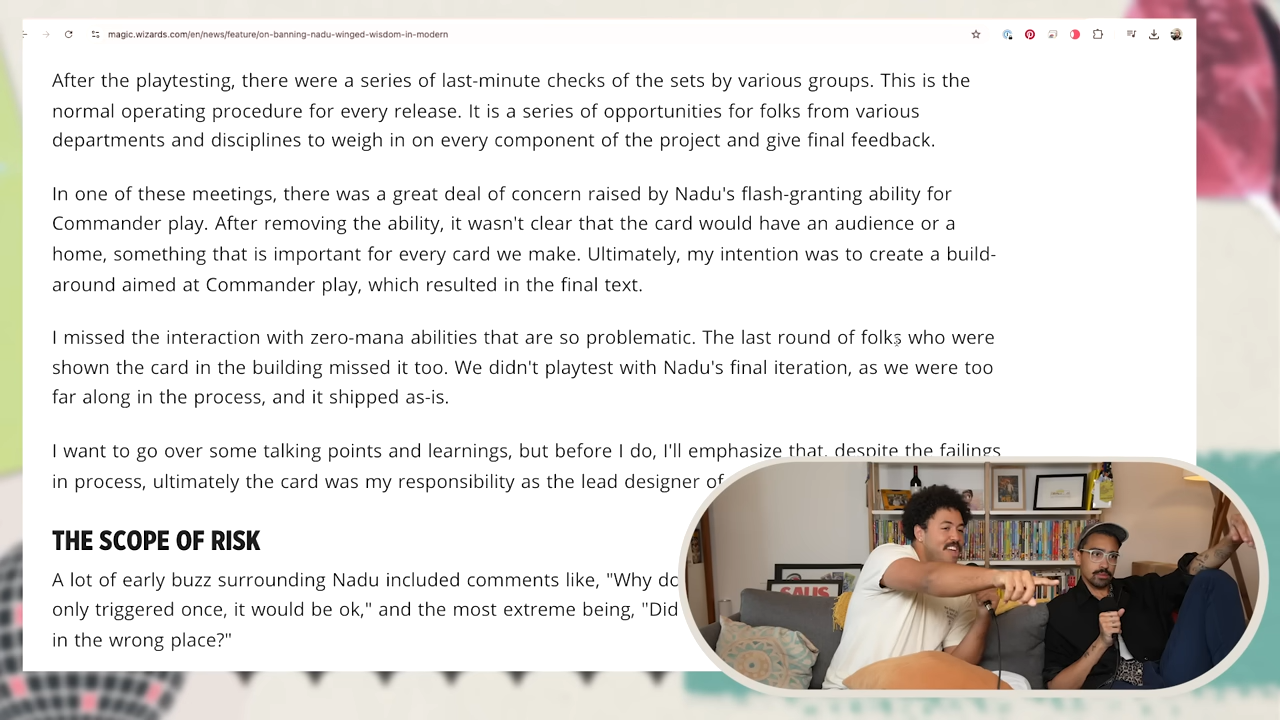 magic.wizards.com/en/news/feature/on-banning-nadu-winged-wisdom-in-modern
After the playtesting, there were a series of last-minute checks of the sets by various groups. This is the
normal operating procedure for every release. It is a series of opportunities for folks from various
departments and disciplines to weigh in on every component of the project and give final feedback.
In one of these meetings, there was a great deal of concern raised by Nadu's flash-granting ability for
Commander play. After removing the ability, it wasn't clear that the card would have an audience or a
home, something that is important for every card we make. Ultimately, my intention was to create a build-
around aimed at Commander play, which resulted in the final text.
I missed the interaction with zero-mana abilities that are so problematic. The last round of folks who were
shown the card in the building missed it too. We didn't playtest with Nadu's final iteration, as we were too
far along in the process, and it shipped as-is.
I want to go over some talking points and learnings, but before I do, I'll emphasize that, despite the failings
in process, ultimately the card was my responsibility as the lead designer of
THE SCOPE OF RISK
A lot of early buzz surrounding Nadu included comments like, "Why do
only triggered once, it would be ok," and the most extreme being, "Did
in the wrong place?"
SAUS